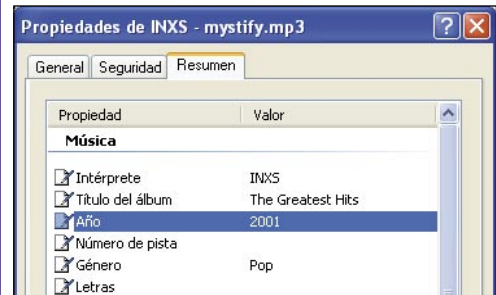 Propiedades de INXS - mystify.mp3
General Seguridad Resumen
Propiedad Valor
Música
Intérprete INXS
Título del álbum The Greatest Hits
Año 2001
Número de pista
Género Pop
Letras